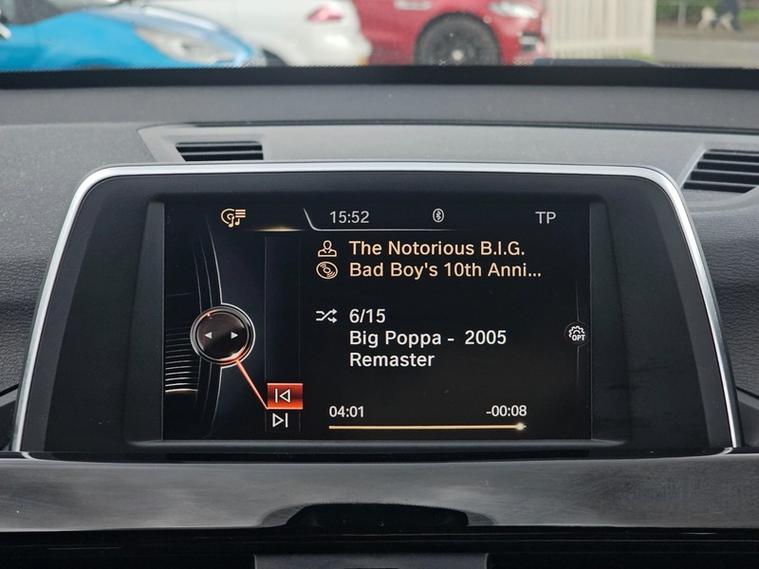 15:52
TP
The Notorious B.I.G.
Bad Boy's 10th Anni...
6/15
Big Poppa - 2005
Remaster
OPT
04:01 -00:08